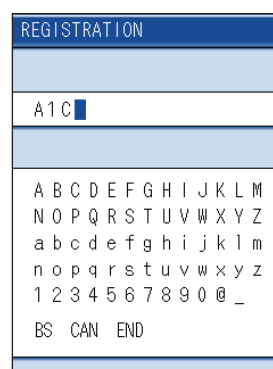 REGISTRATION
A1C
A B C D E F G H I J K L M
N O P Q R S T U V W X Y Z
a b c d e f g h i j k l m
n o p q r s t u v w x y z
1 2 3 4 5 6 7 8 9 0 @ _
BS CAN END